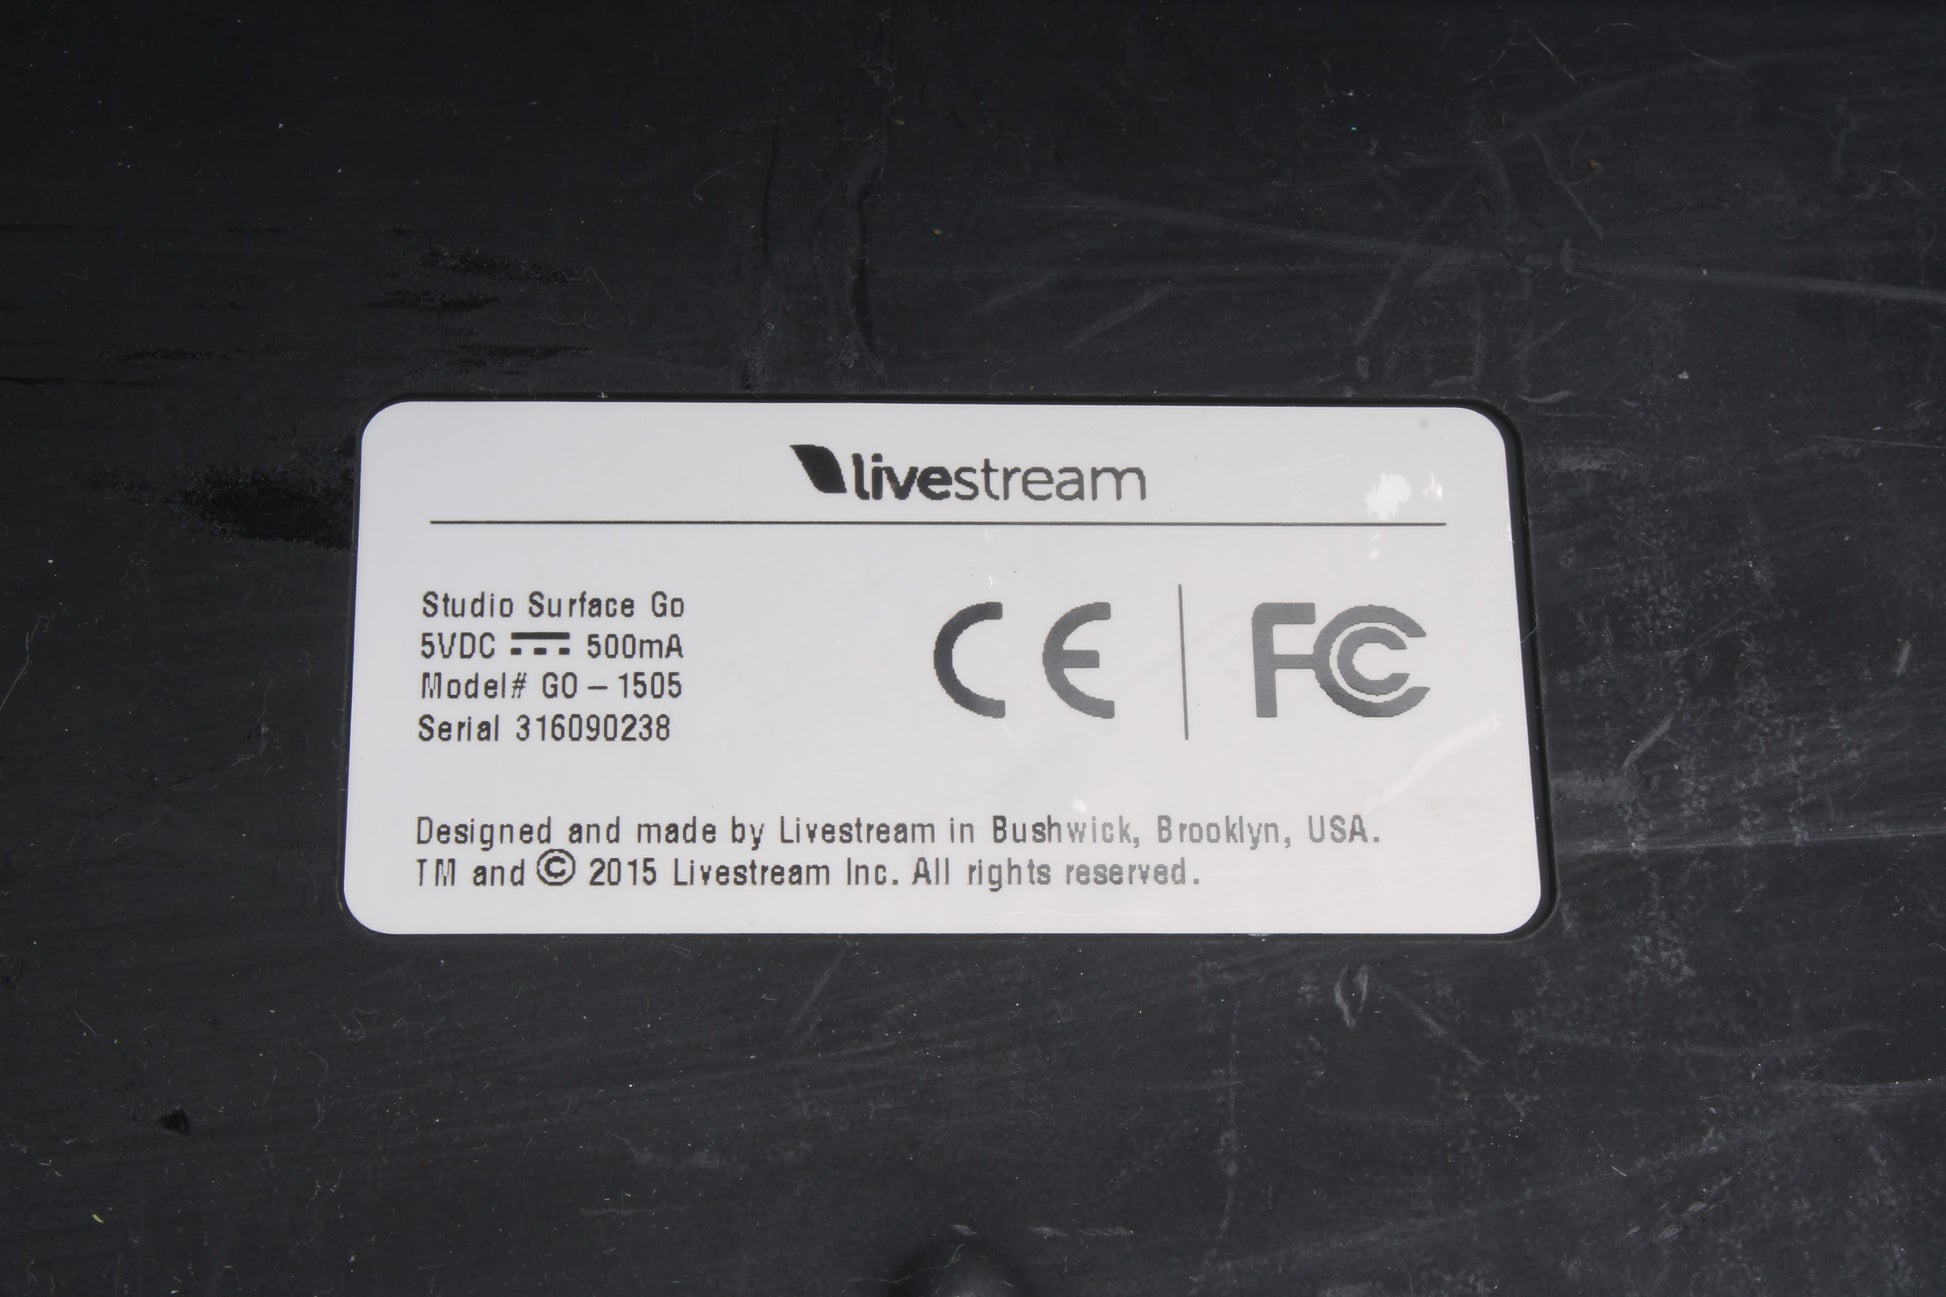 livestream
Studio Surface Go
5VDC ⎓ 500mA
Model# GO – 1505
Serial 316090238
CE FC
Designed and made by Livestream in Bushwick, Brooklyn, USA.
TM and © 2015 Livestream Inc. All rights reserved.